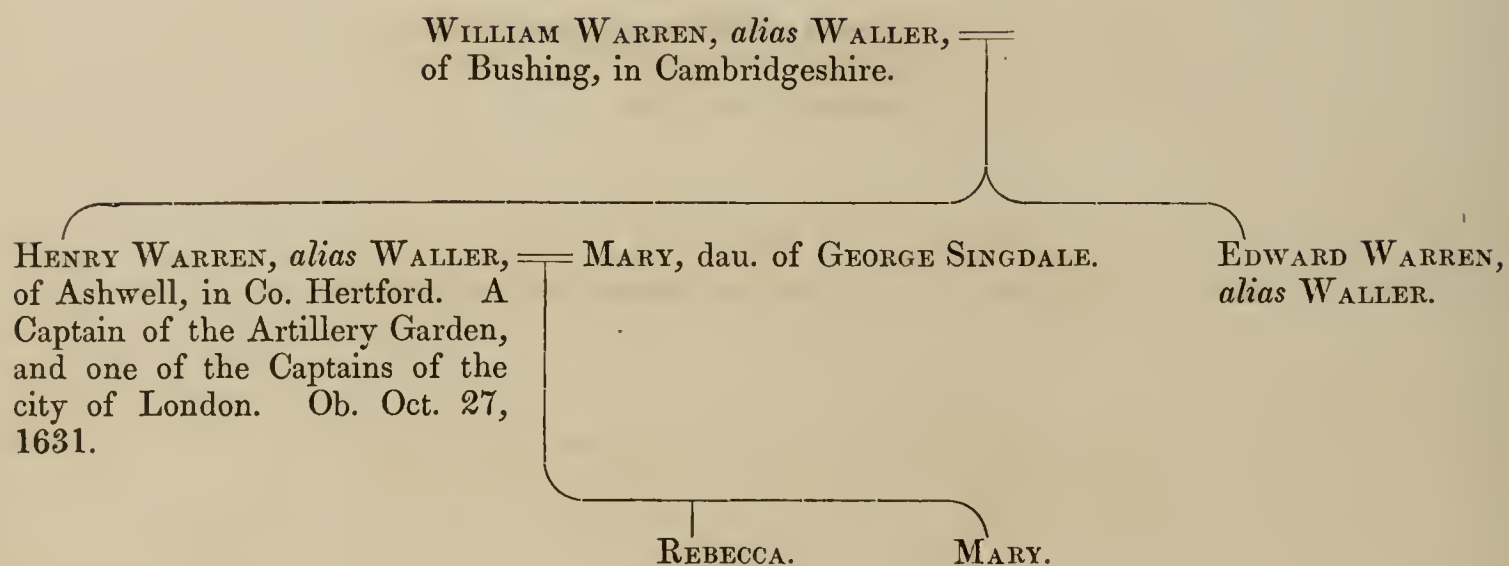 WILLIAM WARREN, alias WALLER,
of Bushing, in Cambridgeshire.
HENRY WARREN, alias WALLER,
of Ashwell, in Co. Hertford. A
Captain of the Artillery Garden,
and one of the Captains of the
city of London. Ob. Oct. 27,
1631.
MARY, dau. of GEORGE SINGDALE.
EDWARD WARREN,
alias WALLER.
REBECCA.
MARY.